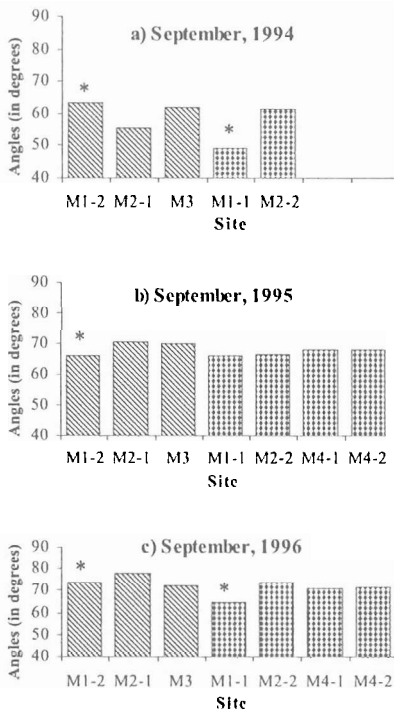 a) September, 1994
Angles (in degrees)
90
80
70
60
50
40
*
*
M1-2 M2-1 M3 M1-1 M2-2
Site
b) September, 1995
Angles (in degrees)
90
80
70
60
50
40
*
M1-2 M2-1 M3 M1-1 M2-2 M4-1 M4-2
Site
c) September, 1996
Angles (in degrees)
90
80
70
60
50
40
*
*
M1-2 M2-1 M3 M1-1 M2-2 M4-1 M4-2
Site